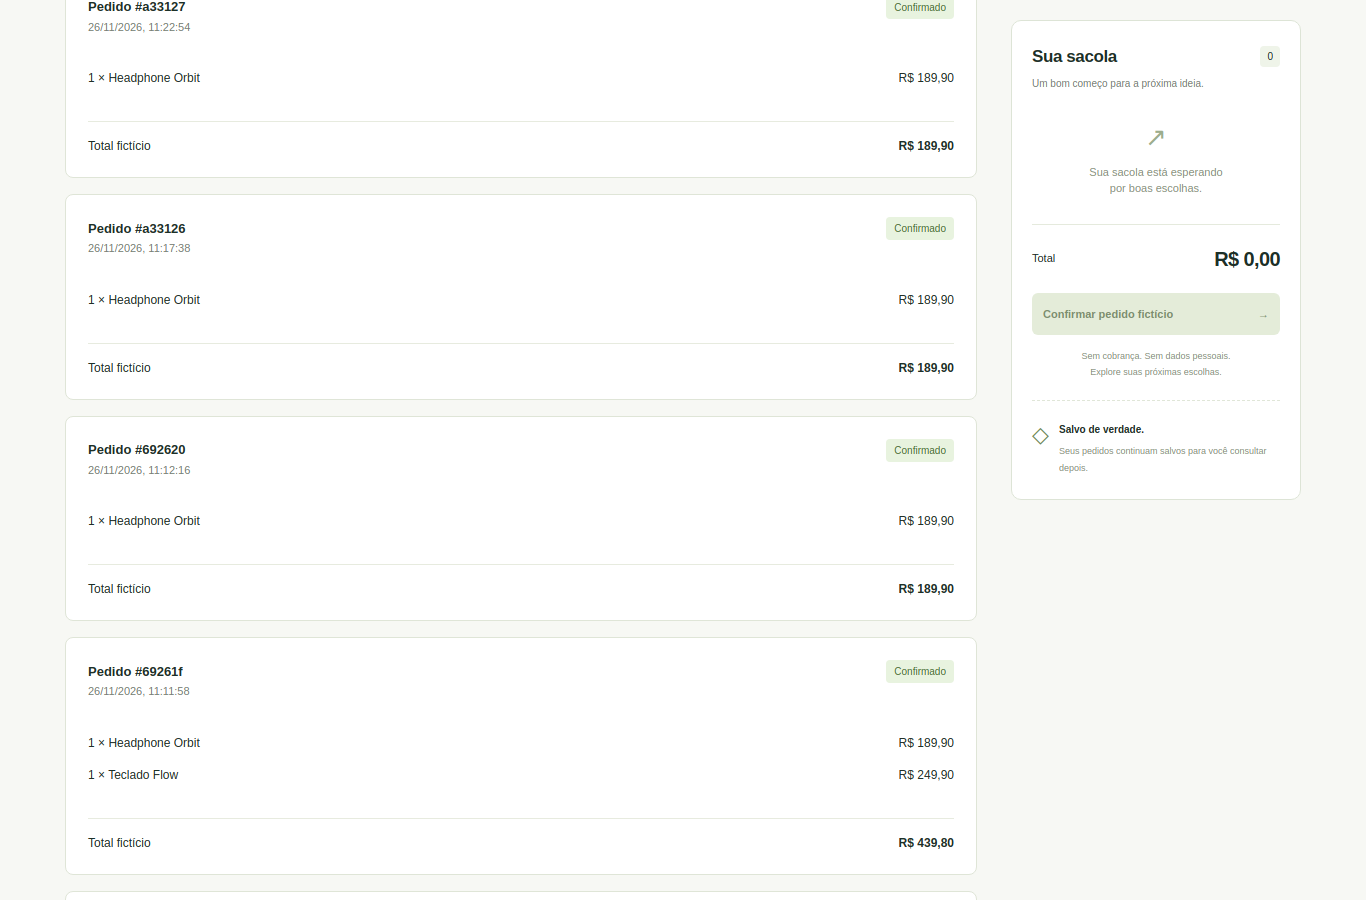 Pedido #a33127
Confirmado
26/11/2026, 11:22:54
1 × Headphone Orbit
R$ 189,90
Total fictício
R$ 189,90
Pedido #a33126
Confirmado
26/11/2026, 11:17:38
1 × Headphone Orbit
R$ 189,90
Total fictício
R$ 189,90
Pedido #692620
Confirmado
26/11/2026, 11:12:16
1 × Headphone Orbit
R$ 189,90
Total fictício
R$ 189,90
Pedido #69261f
Confirmado
26/11/2026, 11:11:58
1 × Headphone Orbit
R$ 189,90
1 × Teclado Flow
R$ 249,90
Total fictício
R$ 439,80
Sua sacola
0
Um bom começo para a próxima ideia.
↗
Sua sacola está esperando
por boas escolhas.
Total
R$ 0,00
Confirmar pedido fictício →
Sem cobrança. Sem dados pessoais.
Explore suas próximas escolhas.
Salvo de verdade.
Seus pedidos continuam salvos para você consultar
depois.